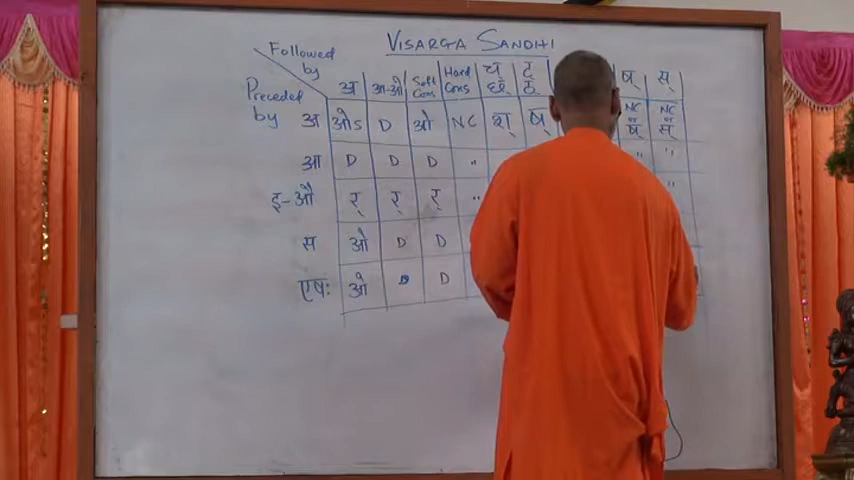 VISARGA SANDHI
Followed by
Preceded by
अ आ-औ Soft Cons Hard Cons च् छ् ट् ठ् ष् स्
अ ओऽ D ओ NC श् ष् NC or ष् NC or स्
आ D D D " " "
इ-औ र् र् र् " "
स ओ D D
एषः ओ D D